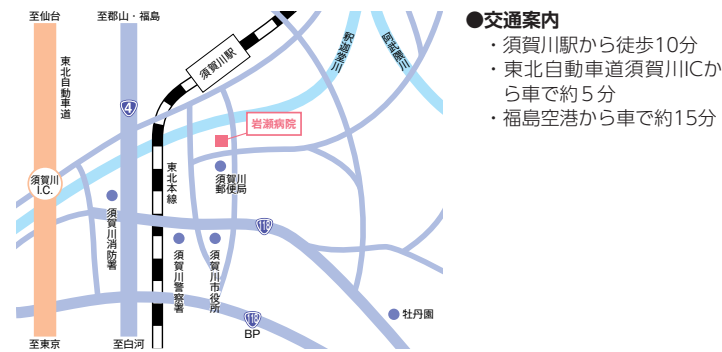 至仙台
至郡山・福島
東北自動車道
4
須賀川駅
釈迦堂川
阿武隈川
岩瀬病院
須賀川
I.C.
東北本線
須賀川
郵便局
須賀川消防署
118
須賀川警察署
須賀川市役所
118
BP
牡丹園
至東京
至白河
●交通案内
・須賀川駅から徒歩10分
・東北自動車道須賀川ICか
ら車で約５分
・福島空港から車で約15分